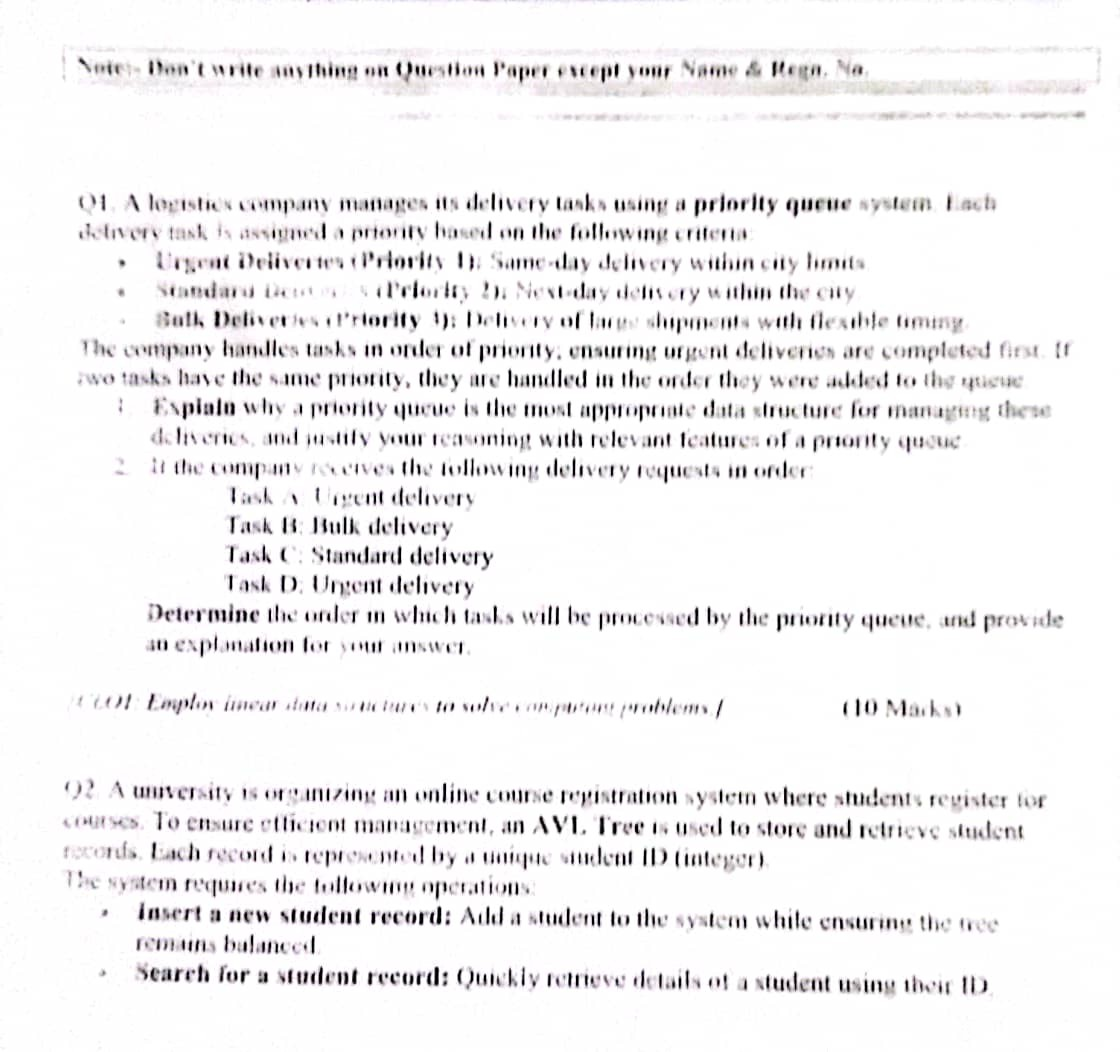 Note:- Don't write anything on Question Paper except your Name & Regn. No.
Q1. A logistics company manages its delivery tasks using a priority queue system. Each
delivery task is assigned a priority based on the following criteria:
• Urgent Deliveries (Priority 1): Same-day delivery within city limits.
• Standard (Priority 2): Next-day delivery within the city.
• Bulk Deliveries (Priority 3): Delivery of large shipments with flexible timing.
The company handles tasks in order of priority, ensuring urgent deliveries are completed first. If
two tasks have the same priority, they are handled in the order they were added to the queue.
1. Explain why a priority queue is the most appropriate data structure for managing these
deliveries, and justify your reasoning with relevant features of a priority queue.
2. If the company receives the following delivery requests in order:
Task A: Urgent delivery
Task B: Bulk delivery
Task C: Standard delivery
Task D: Urgent delivery
Determine the order in which tasks will be processed by the priority queue, and provide
an explanation for your answer.
[CLO1: Employ linear data structures to solve computing problems.]
(10 Marks)
Q2. A university is organizing an online course registration system where students register for
courses. To ensure efficient management, an AVL Tree is used to store and retrieve student
records. Each record is represented by a unique student ID (integer).
The system requires the following operations:
• Insert a new student record: Add a student to the system while ensuring the tree
remains balanced.
• Search for a student record: Quickly retrieve details of a student using their ID.